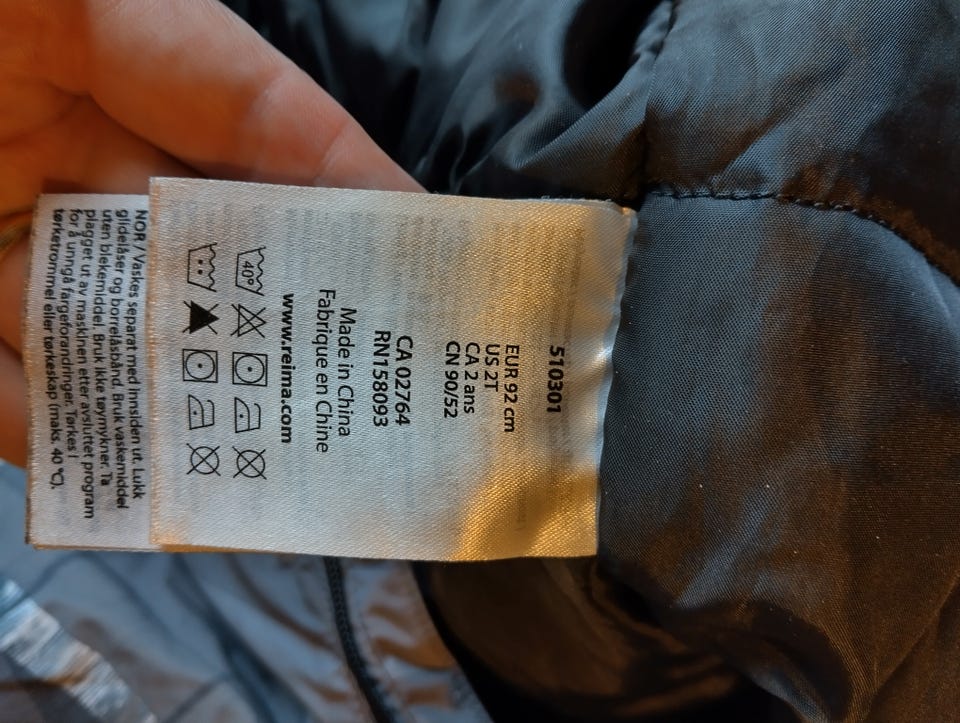 510301
EUR 92 cm
US 2T
CA 2 ans
CN 90/52
CA 02764
RN158093
Made in China
Fabrique en Chine
www.reima.com
40°
NOR / Vaskes separat med innsiden ut. Lukk
glidelåser og borrelåsbånd. Bruk vaskemiddel
uten blekemiddel. Bruk ikke tøymykner. Ta
plagget ut av maskinen etter avsluttet program
for å unngå fargeforandringer. Tørkes i
tørketrommel eller tørkeskap (maks. 40 °C).